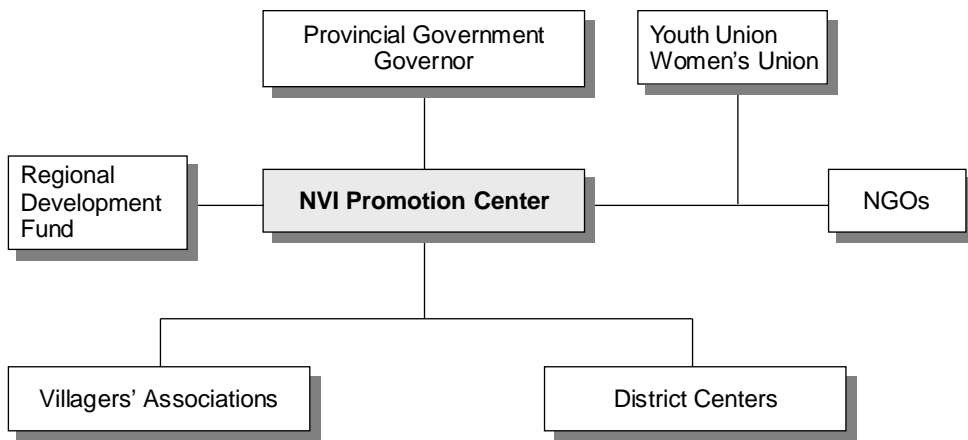 Provincial Government
Governor
Youth Union
Women’s Union
Regional
Development
Fund
NVI Promotion Center
NGOs
Villagers’ Associations
District Centers